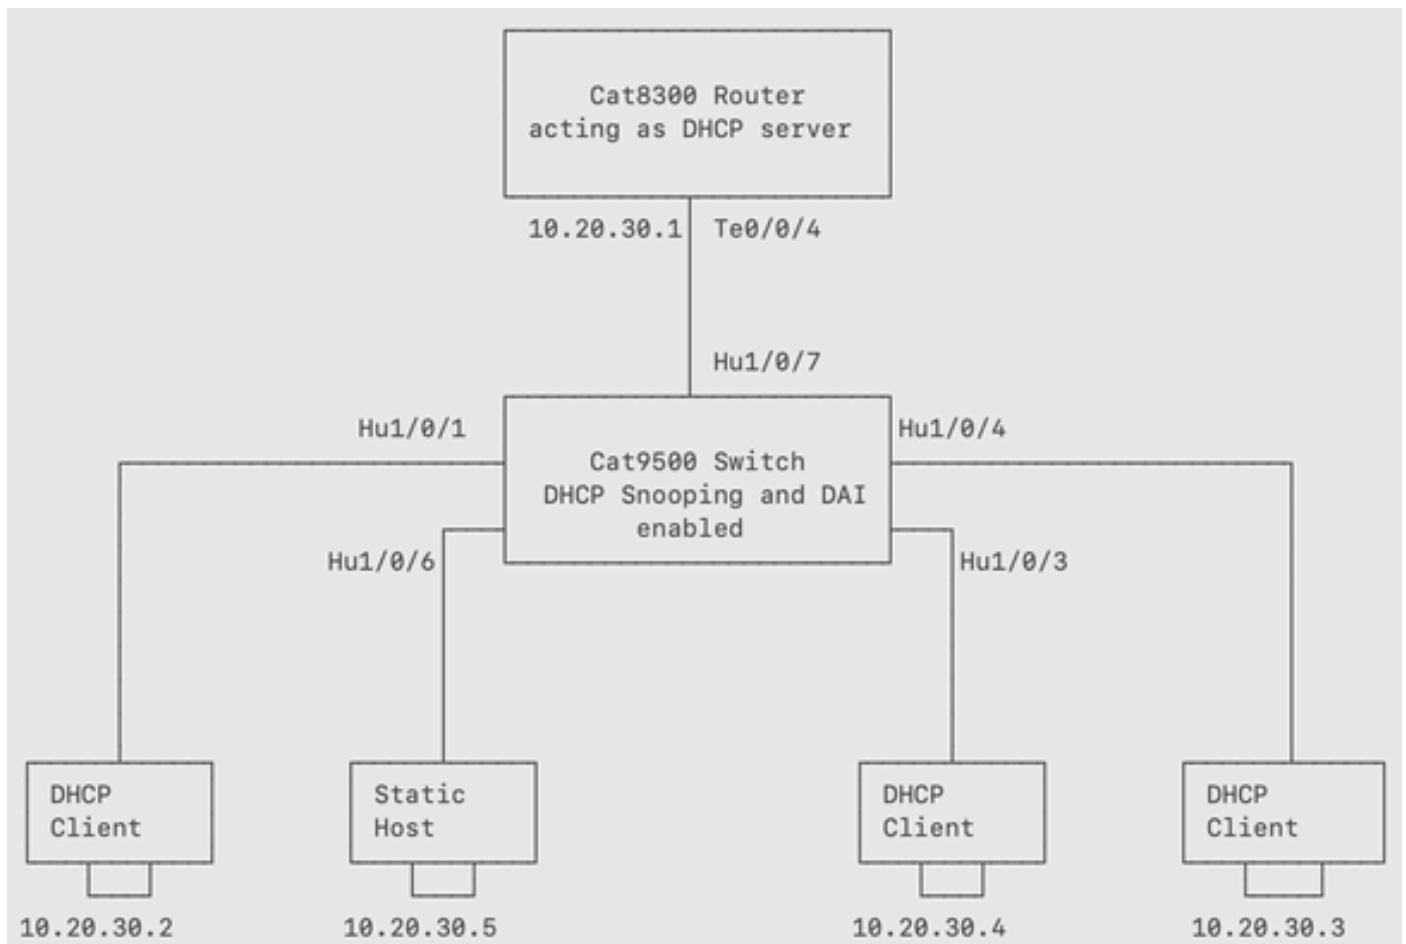 Cat8300 Router
acting as DHCP server
10.20.30.1
Te0/0/4
Hu1/0/7
Hu1/0/1
Hu1/0/4
Cat9500 Switch
DHCP Snooping and DAI
enabled
Hu1/0/6
Hu1/0/3
DHCP
Client
Static
Host
DHCP
Client
DHCP
Client
10.20.30.2
10.20.30.5
10.20.30.4
10.20.30.3